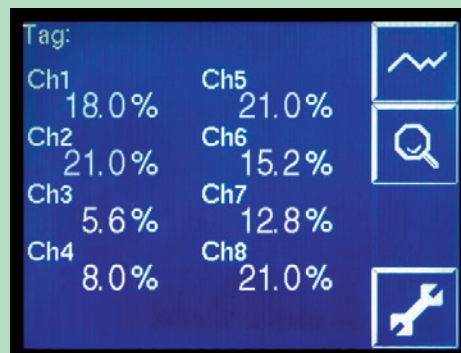 Tag:
Ch1 Ch5
18.0% 21.0%
Ch2 Ch6
21.0% 15.2%
Ch3 Ch7
5.6% 12.8%
Ch4 Ch8
8.0% 21.0%